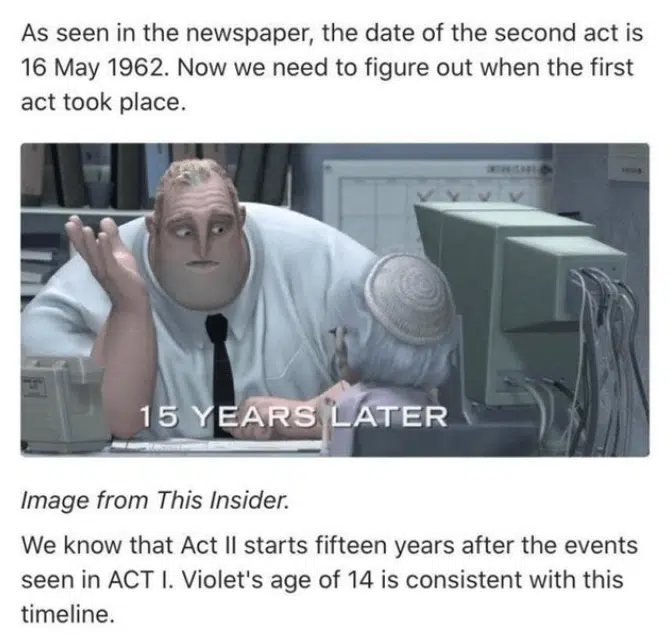 As seen in the newspaper, the date of the second act is
16 May 1962. Now we need to figure out when the first
act took place.
15 YEARS LATER
Image from This Insider.
We know that Act II starts fifteen years after the events
seen in ACT I. Violet's age of 14 is consistent with this
timeline.